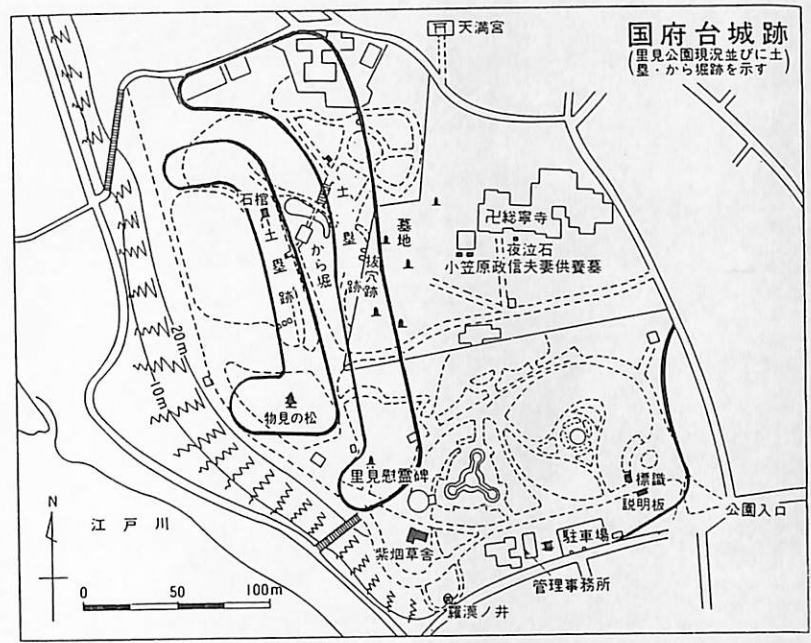 国府台城跡
(里見公園現況並びに土
塁・から堀跡を示す)
天満宮
卍総寧寺
夜泣石
小笠原政信夫妻供養墓
墓地
石棺
土塁跡
から堀
土塁跡
抜穴跡
20m
10m
物見の松
里見慰霊碑
標識
説明板
公園入口
駐車場
管理事務所
紫烟草舎
羅漢ノ井
江戸川
N
0 50 100m